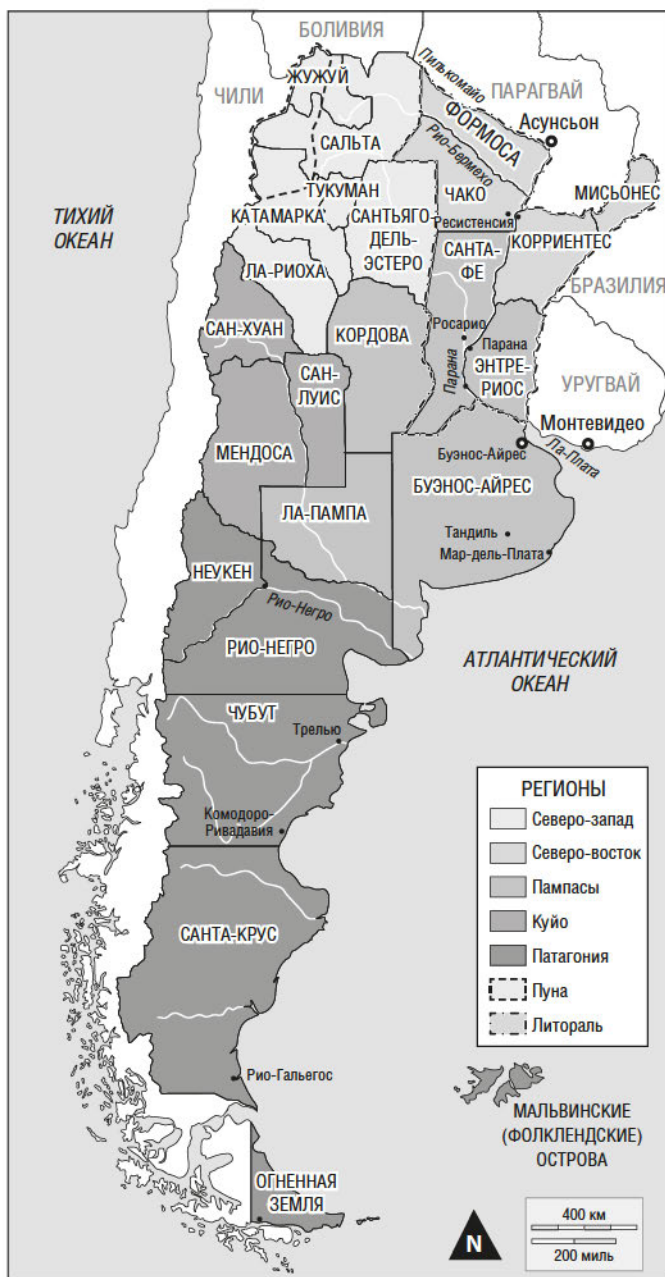 БОЛИВИЯ
ЖУЖУЙ
ЧИЛИ
Пилькомайо
ПАРАГВАЙ
ФОРМОСА
Асунсьон
САЛЬТА
Рио-Бермехо
ТУКУМАН
ЧАКО
МИСЬОНЕС
ТИХИЙ
ОКЕАН
КАТАМАРКА
САНТЬЯГО-
ДЕЛЬ-
ЭСТЕРО
Ресистенсия
КОРРИЕНТЕС
САНТА-
ФЕ
ЛА-РИОХА
БРАЗИЛИЯ
САН-ХУАН
КОРДОВА
Росарио
Парана
Парана
ЭНТРЕ-
РИОС
САН-
ЛУИС
УРУГВАЙ
Монтевидео
МЕНДОСА
Буэнос-Айрес
Ла-Плата
БУЭНОС-АЙРЕС
ЛА-ПАМПА
Тандиль
Мар-дель-Плата
НЕУКЕН
Рио-Негро
РИО-НЕГРО
АТЛАНТИЧЕСКИЙ
ОКЕАН
ЧУБУТ
Трелью
Комодоро-
Ривадавия
РЕГИОНЫ
Северо-запад
Северо-восток
Пампасы
Куйо
Патагония
Пуна
Литораль
САНТА-КРУС
Рио-Гальегос
МАЛЬВИНСКИЕ
(ФОЛКЛЕНДСКИЕ)
ОСТРОВА
ОГНЕННАЯ
ЗЕМЛЯ
N
400 км
200 миль